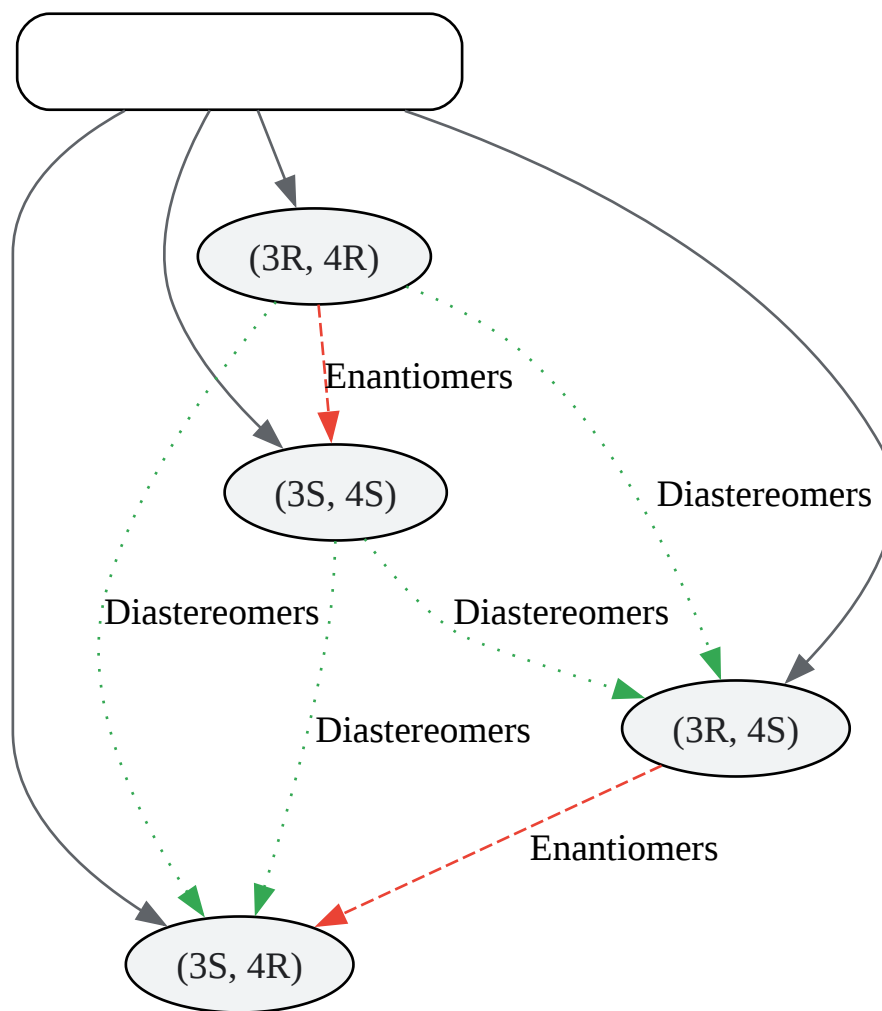 (3R, 4R)
Enantiomers
(3S, 4S)
Diastereomers
Diastereomers
Diastereomers
Diastereomers
(3R, 4S)
Enantiomers
(3S, 4R)